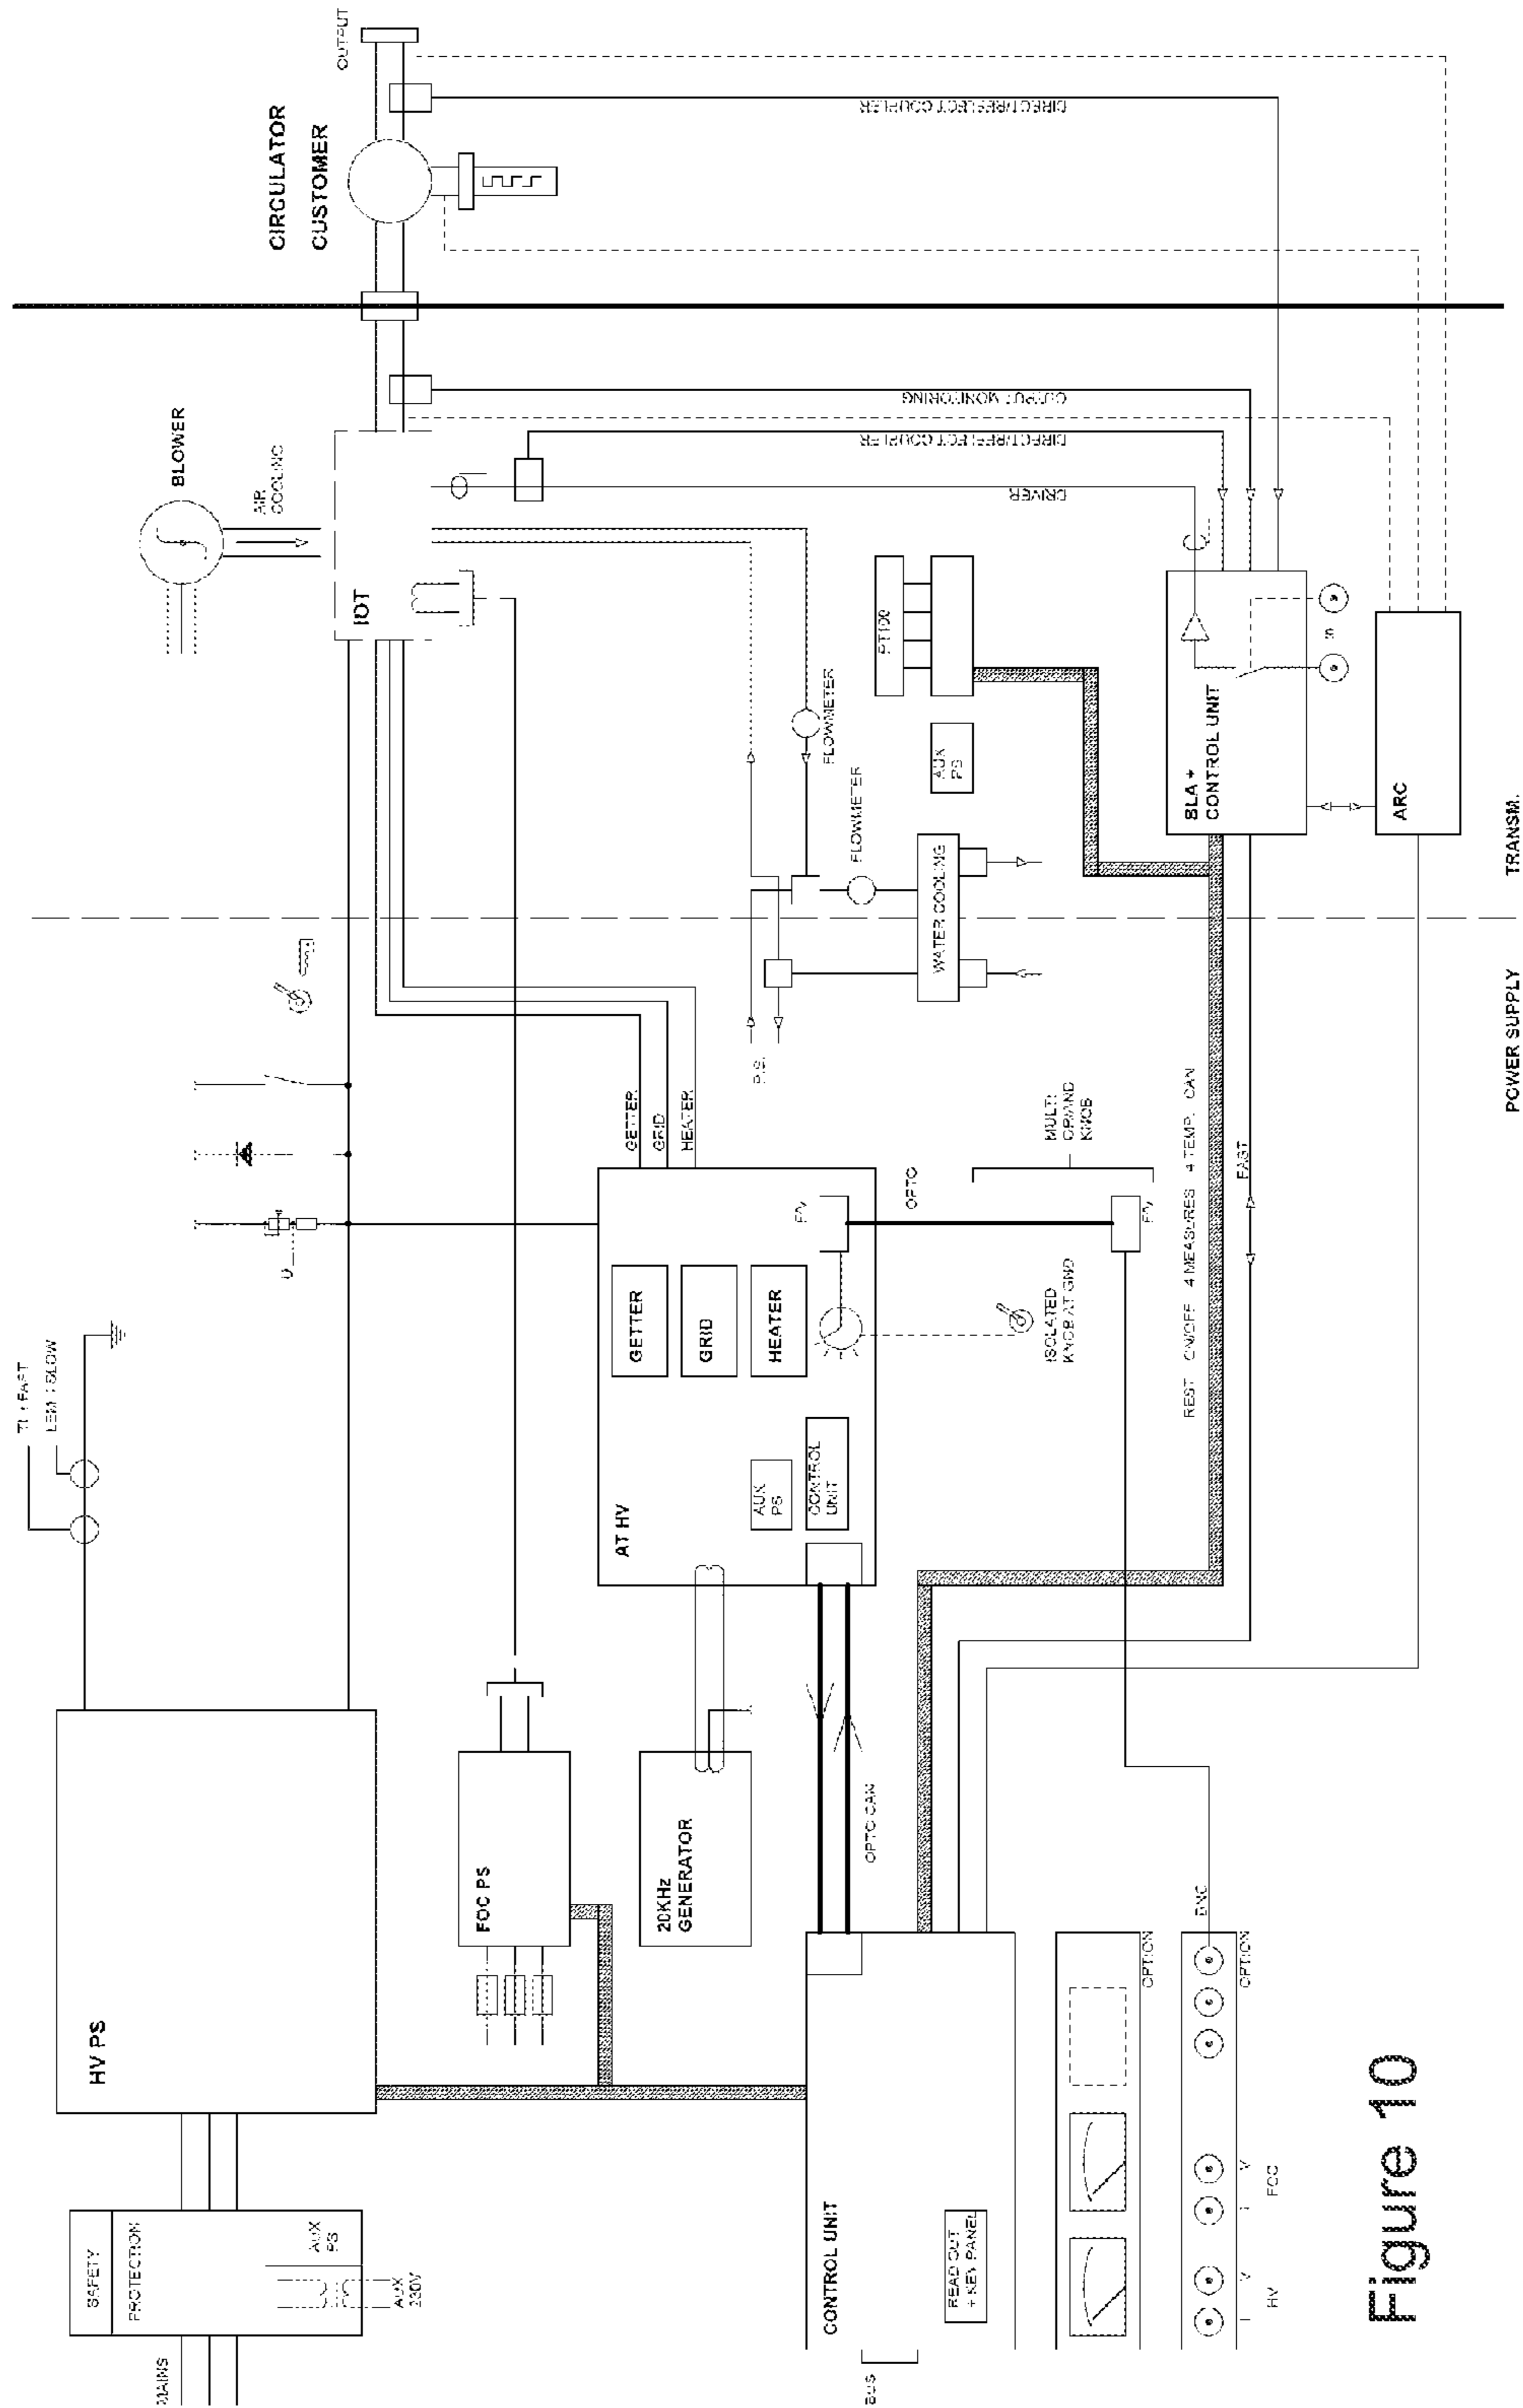 MAINS
SAFETY
PROTECTION
AUX
PS
AUX
230V
HV PS
LEM : SLOW
FOC PS
20KHz
GENERATOR
OPTO CAN
BUS
CONTROL UNIT
READ OUT
+ KEY PANEL
OPTION
BNC
OPTION
I
V
HV
I
V
FOC
AT HV
AUX
PS
CONTROL
UNIT
GETTER
GRID
HEATER
GETTER
GRID
HEATER
OPTO
ISOLATED
KNOB AT GND
MULTI
KNOB
REST ON/OFF 4 MEASURES 4 TEMP. CAN
FAST
WATER COOLING
FLOWMETER
FLOWMETER
AUX
PS
PT100
IOT
BLOWER
AIR
COOLING
DRIVER
DIRECT/REFLECT COUPLER
OUTPUT MONITORING
DIRECT/REFLECT COUPLER
CONTROL UNIT
ARC
CIRCULATOR
CUSTOMER
OUTPUT
POWER SUPPLY
TRANSM.
Figure 10